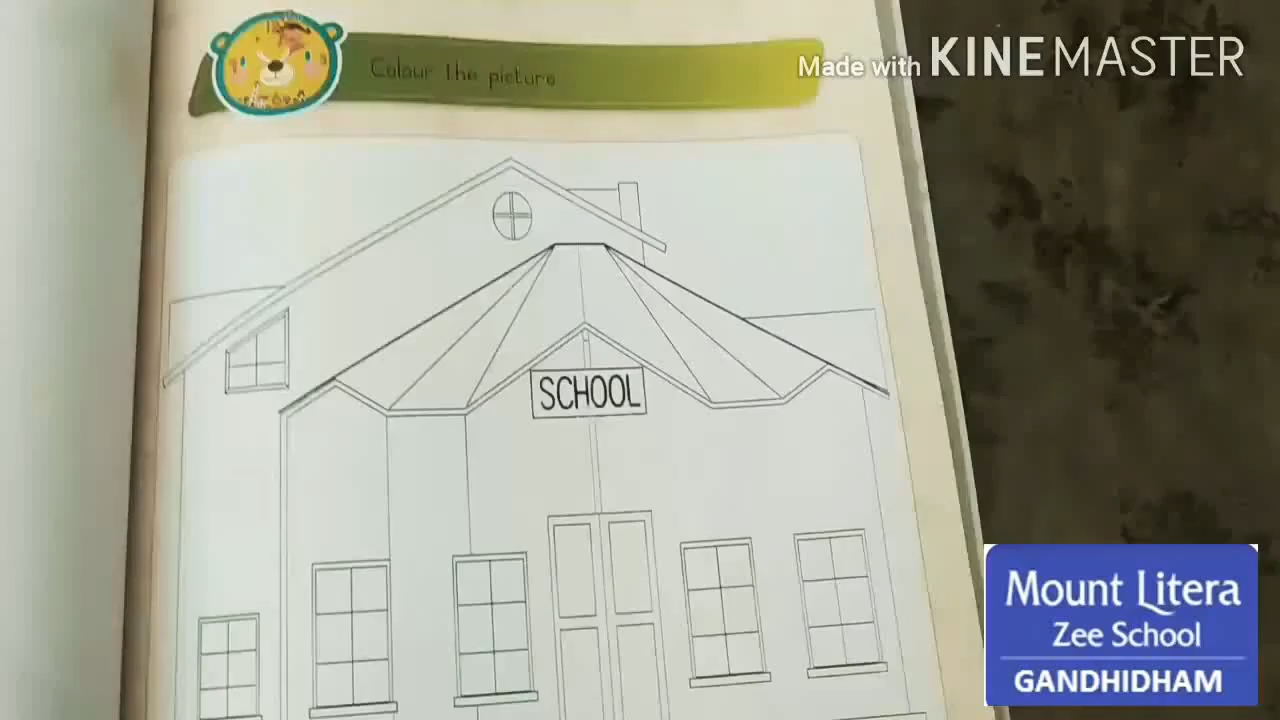 Colour the picture
Made with KINEMASTER
SCHOOL
Mount Litera
Zee School
GANDHIDHAM